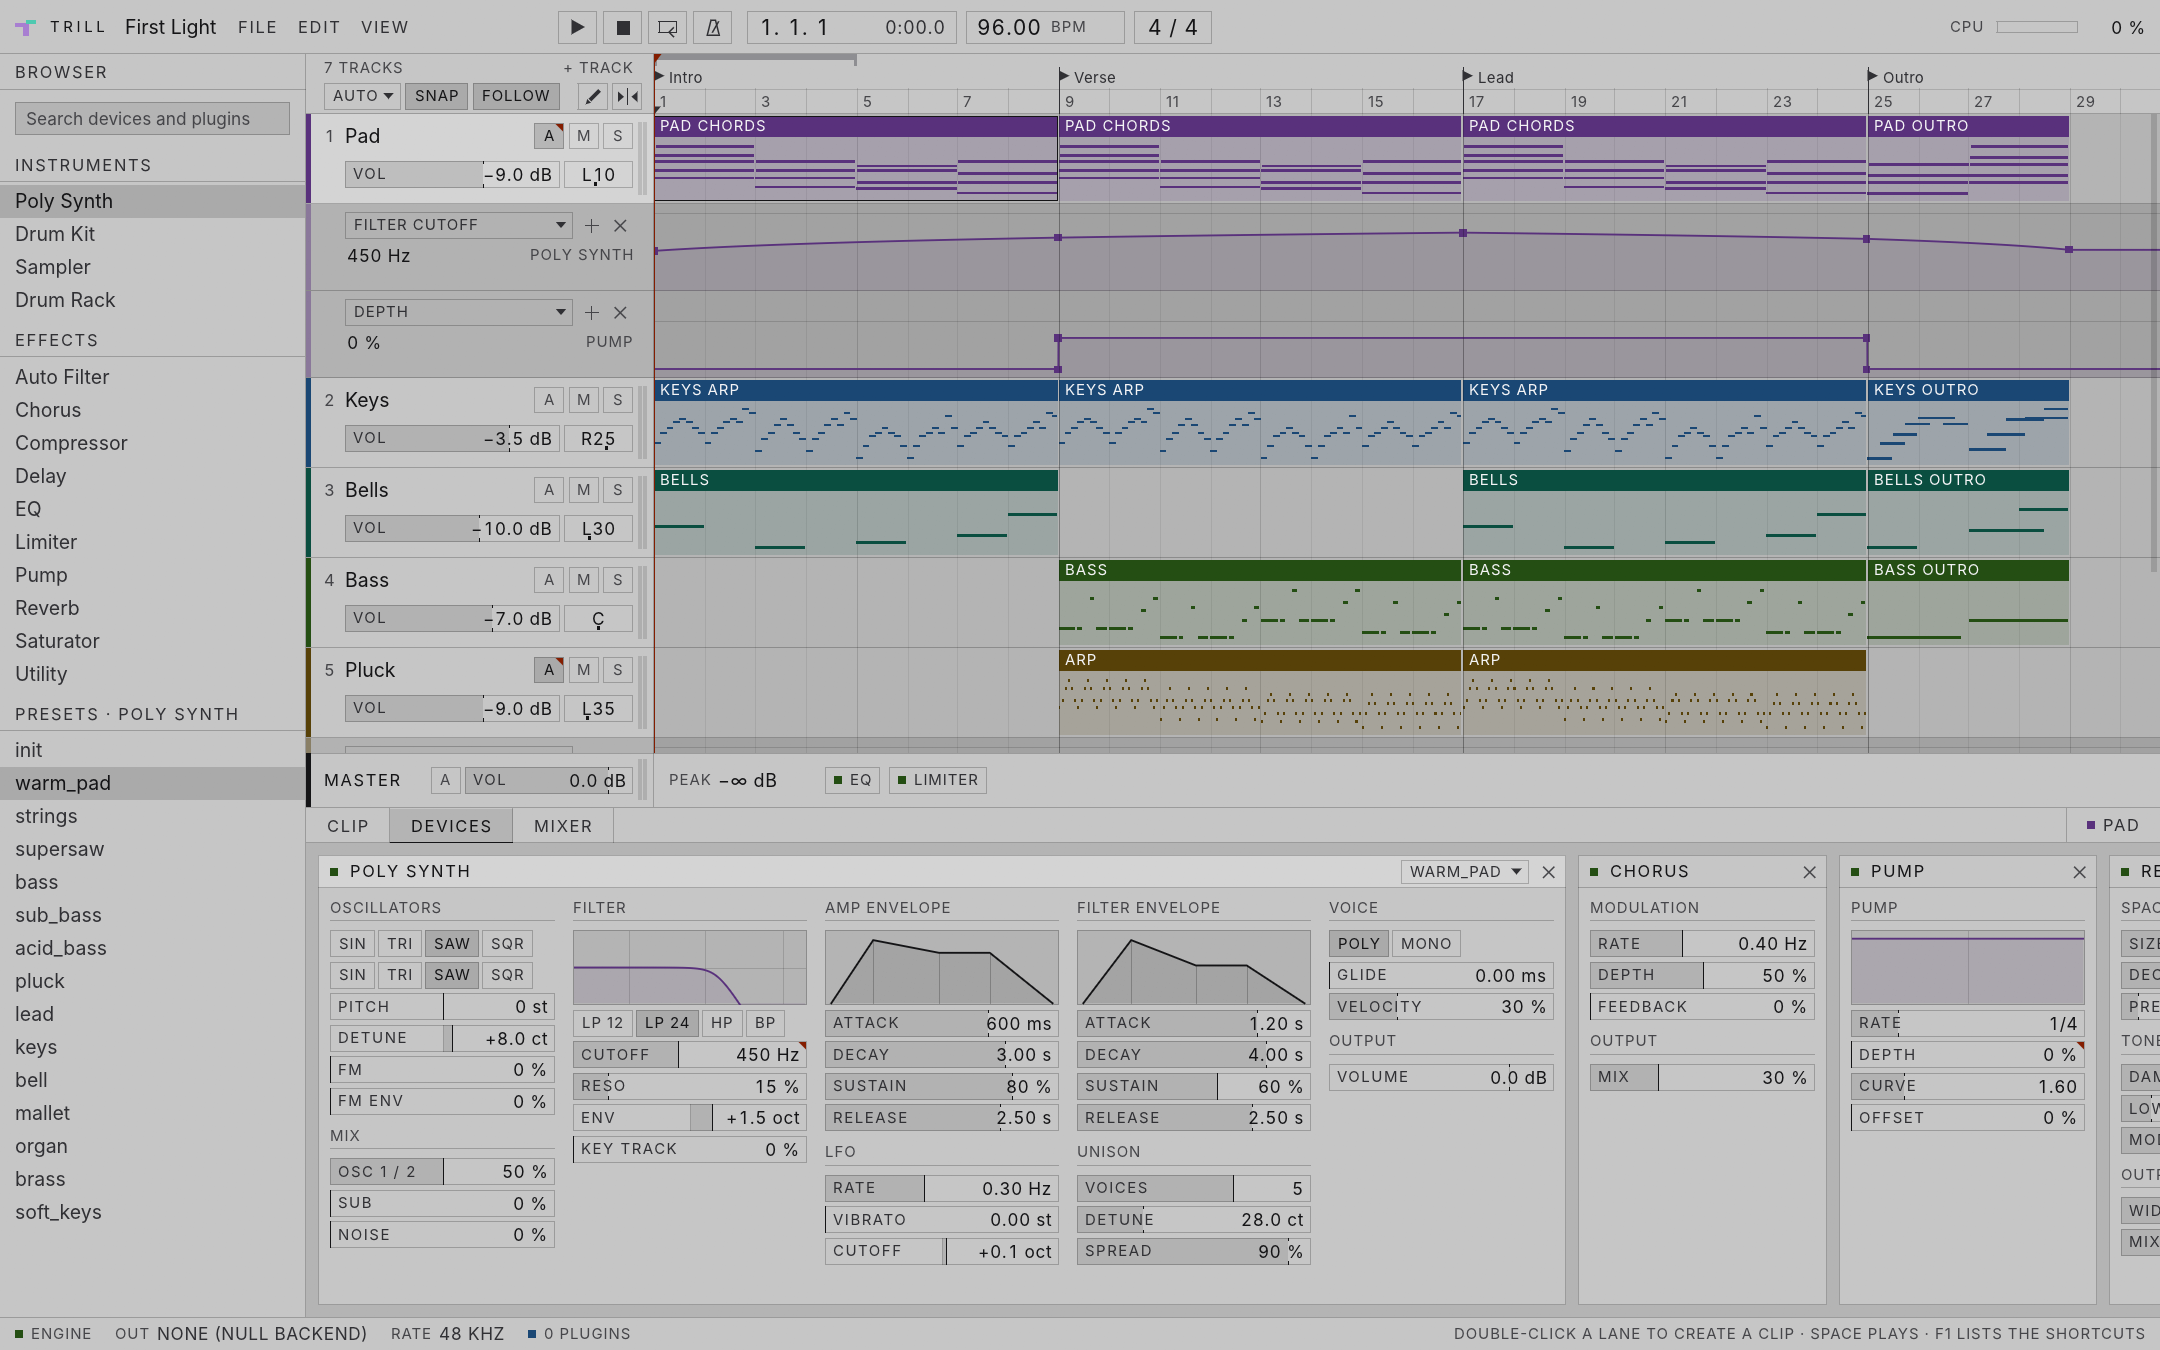 TRILL First Light FILE EDIT VIEW 1. 1. 1 0:00.0 96.00 BPM 4 / 4 CPU 0 %
BROWSER
Search devices and plugins
INSTRUMENTS
Poly Synth
Drum Kit
Sampler
Drum Rack
EFFECTS
Auto Filter
Chorus
Compressor
Delay
EQ
Limiter
Pump
Reverb
Saturator
Utility
PRESETS · POLY SYNTH
init
warm_pad
strings
supersaw
bass
sub_bass
acid_bass
pluck
lead
keys
bell
mallet
organ
brass
soft_keys
7 TRACKS + TRACK
AUTO SNAP FOLLOW
Intro Verse Lead Outro
1 3 5 7 9 11 13 15 17 19 21 23 25 27 29
1 Pad A M S
VOL −9.0 dB L10
PAD CHORDS PAD CHORDS PAD CHORDS PAD OUTRO
FILTER CUTOFF
450 Hz POLY SYNTH
DEPTH
0 % PUMP
2 Keys A M S
VOL −3.5 dB R25
KEYS ARP KEYS ARP KEYS ARP KEYS OUTRO
3 Bells A M S
VOL −10.0 dB L30
BELLS BELLS BELLS OUTRO
4 Bass A M S
VOL −7.0 dB C
BASS BASS BASS OUTRO
5 Pluck A M S
VOL −9.0 dB L35
ARP ARP
MASTER A VOL 0.0 dB PEAK −∞ dB EQ LIMITER
CLIP DEVICES MIXER PAD
POLY SYNTH WARM_PAD
OSCILLATORS
SIN TRI SAW SQR
SIN TRI SAW SQR
PITCH 0 st
DETUNE +8.0 ct
FM 0 %
FM ENV 0 %
MIX
OSC 1 / 2 50 %
SUB 0 %
NOISE 0 %
FILTER
LP 12 LP 24 HP BP
CUTOFF 450 Hz
RESO 15 %
ENV +1.5 oct
KEY TRACK 0 %
AMP ENVELOPE
ATTACK 600 ms
DECAY 3.00 s
SUSTAIN 80 %
RELEASE 2.50 s
LFO
RATE 0.30 Hz
VIBRATO 0.00 st
CUTOFF +0.1 oct
FILTER ENVELOPE
ATTACK 1.20 s
DECAY 4.00 s
SUSTAIN 60 %
RELEASE 2.50 s
UNISON
VOICES 5
DETUNE 28.0 ct
SPREAD 90 %
VOICE
POLY MONO
GLIDE 0.00 ms
VELOCITY 30 %
OUTPUT
VOLUME 0.0 dB
CHORUS
MODULATION
RATE 0.40 Hz
DEPTH 50 %
FEEDBACK 0 %
OUTPUT
MIX 30 %
PUMP
PUMP
RATE 1/4
DEPTH 0 %
CURVE 1.60
OFFSET 0 %
MIX
ENGINE OUT NONE (NULL BACKEND) RATE 48 KHZ 0 PLUGINS DOUBLE-CLICK A LANE TO CREATE A CLIP · SPACE PLAYS · F1 LISTS THE SHORTCUTS